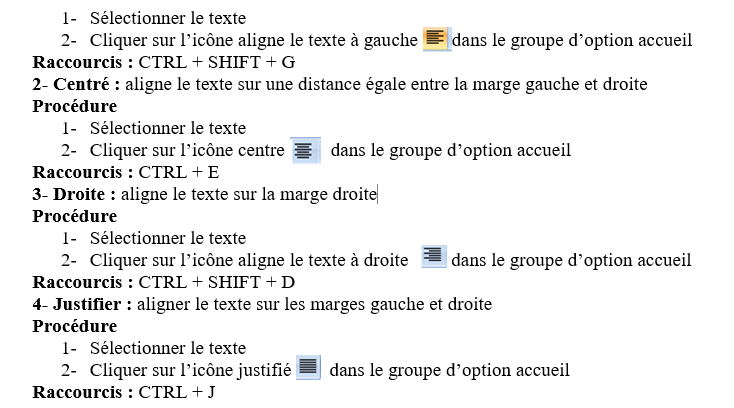 1- Sélectionner le texte
2- Cliquer sur l’icône aligne le texte à gauche dans le groupe d’option accueil
Raccourcis : CTRL + SHIFT + G
2- Centré : aligne le texte sur une distance égale entre la marge gauche et droite
Procédure
1- Sélectionner le texte
2- Cliquer sur l’icône centre dans le groupe d’option accueil
Raccourcis : CTRL + E
3- Droite : aligne le texte sur la marge droite
Procédure
1- Sélectionner le texte
2- Cliquer sur l’icône aligne le texte à droite dans le groupe d’option accueil
Raccourcis : CTRL + SHIFT + D
4- Justifier : aligner le texte sur les marges gauche et droite
Procédure
1- Sélectionner le texte
2- Cliquer sur l’icône justifié dans le groupe d’option accueil
Raccourcis : CTRL + J